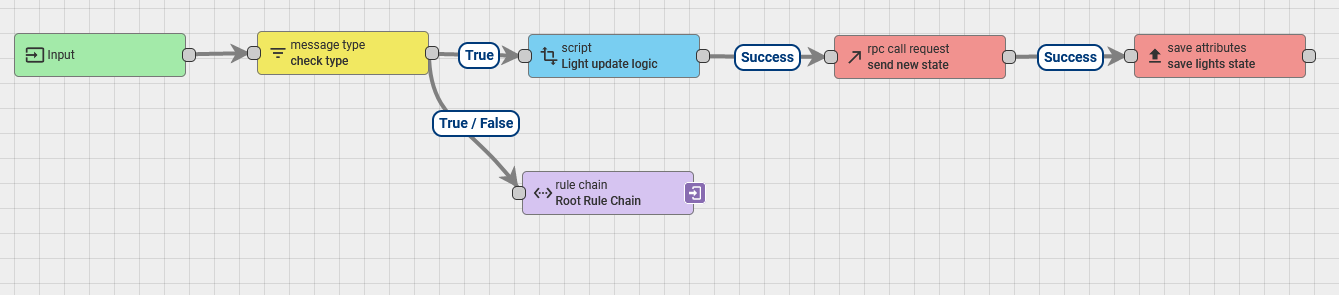 Input
message type
check type
True
script
Light update logic
Success
rpc call request
send new state
Success
save attributes
save lights state
True / False
rule chain
Root Rule Chain